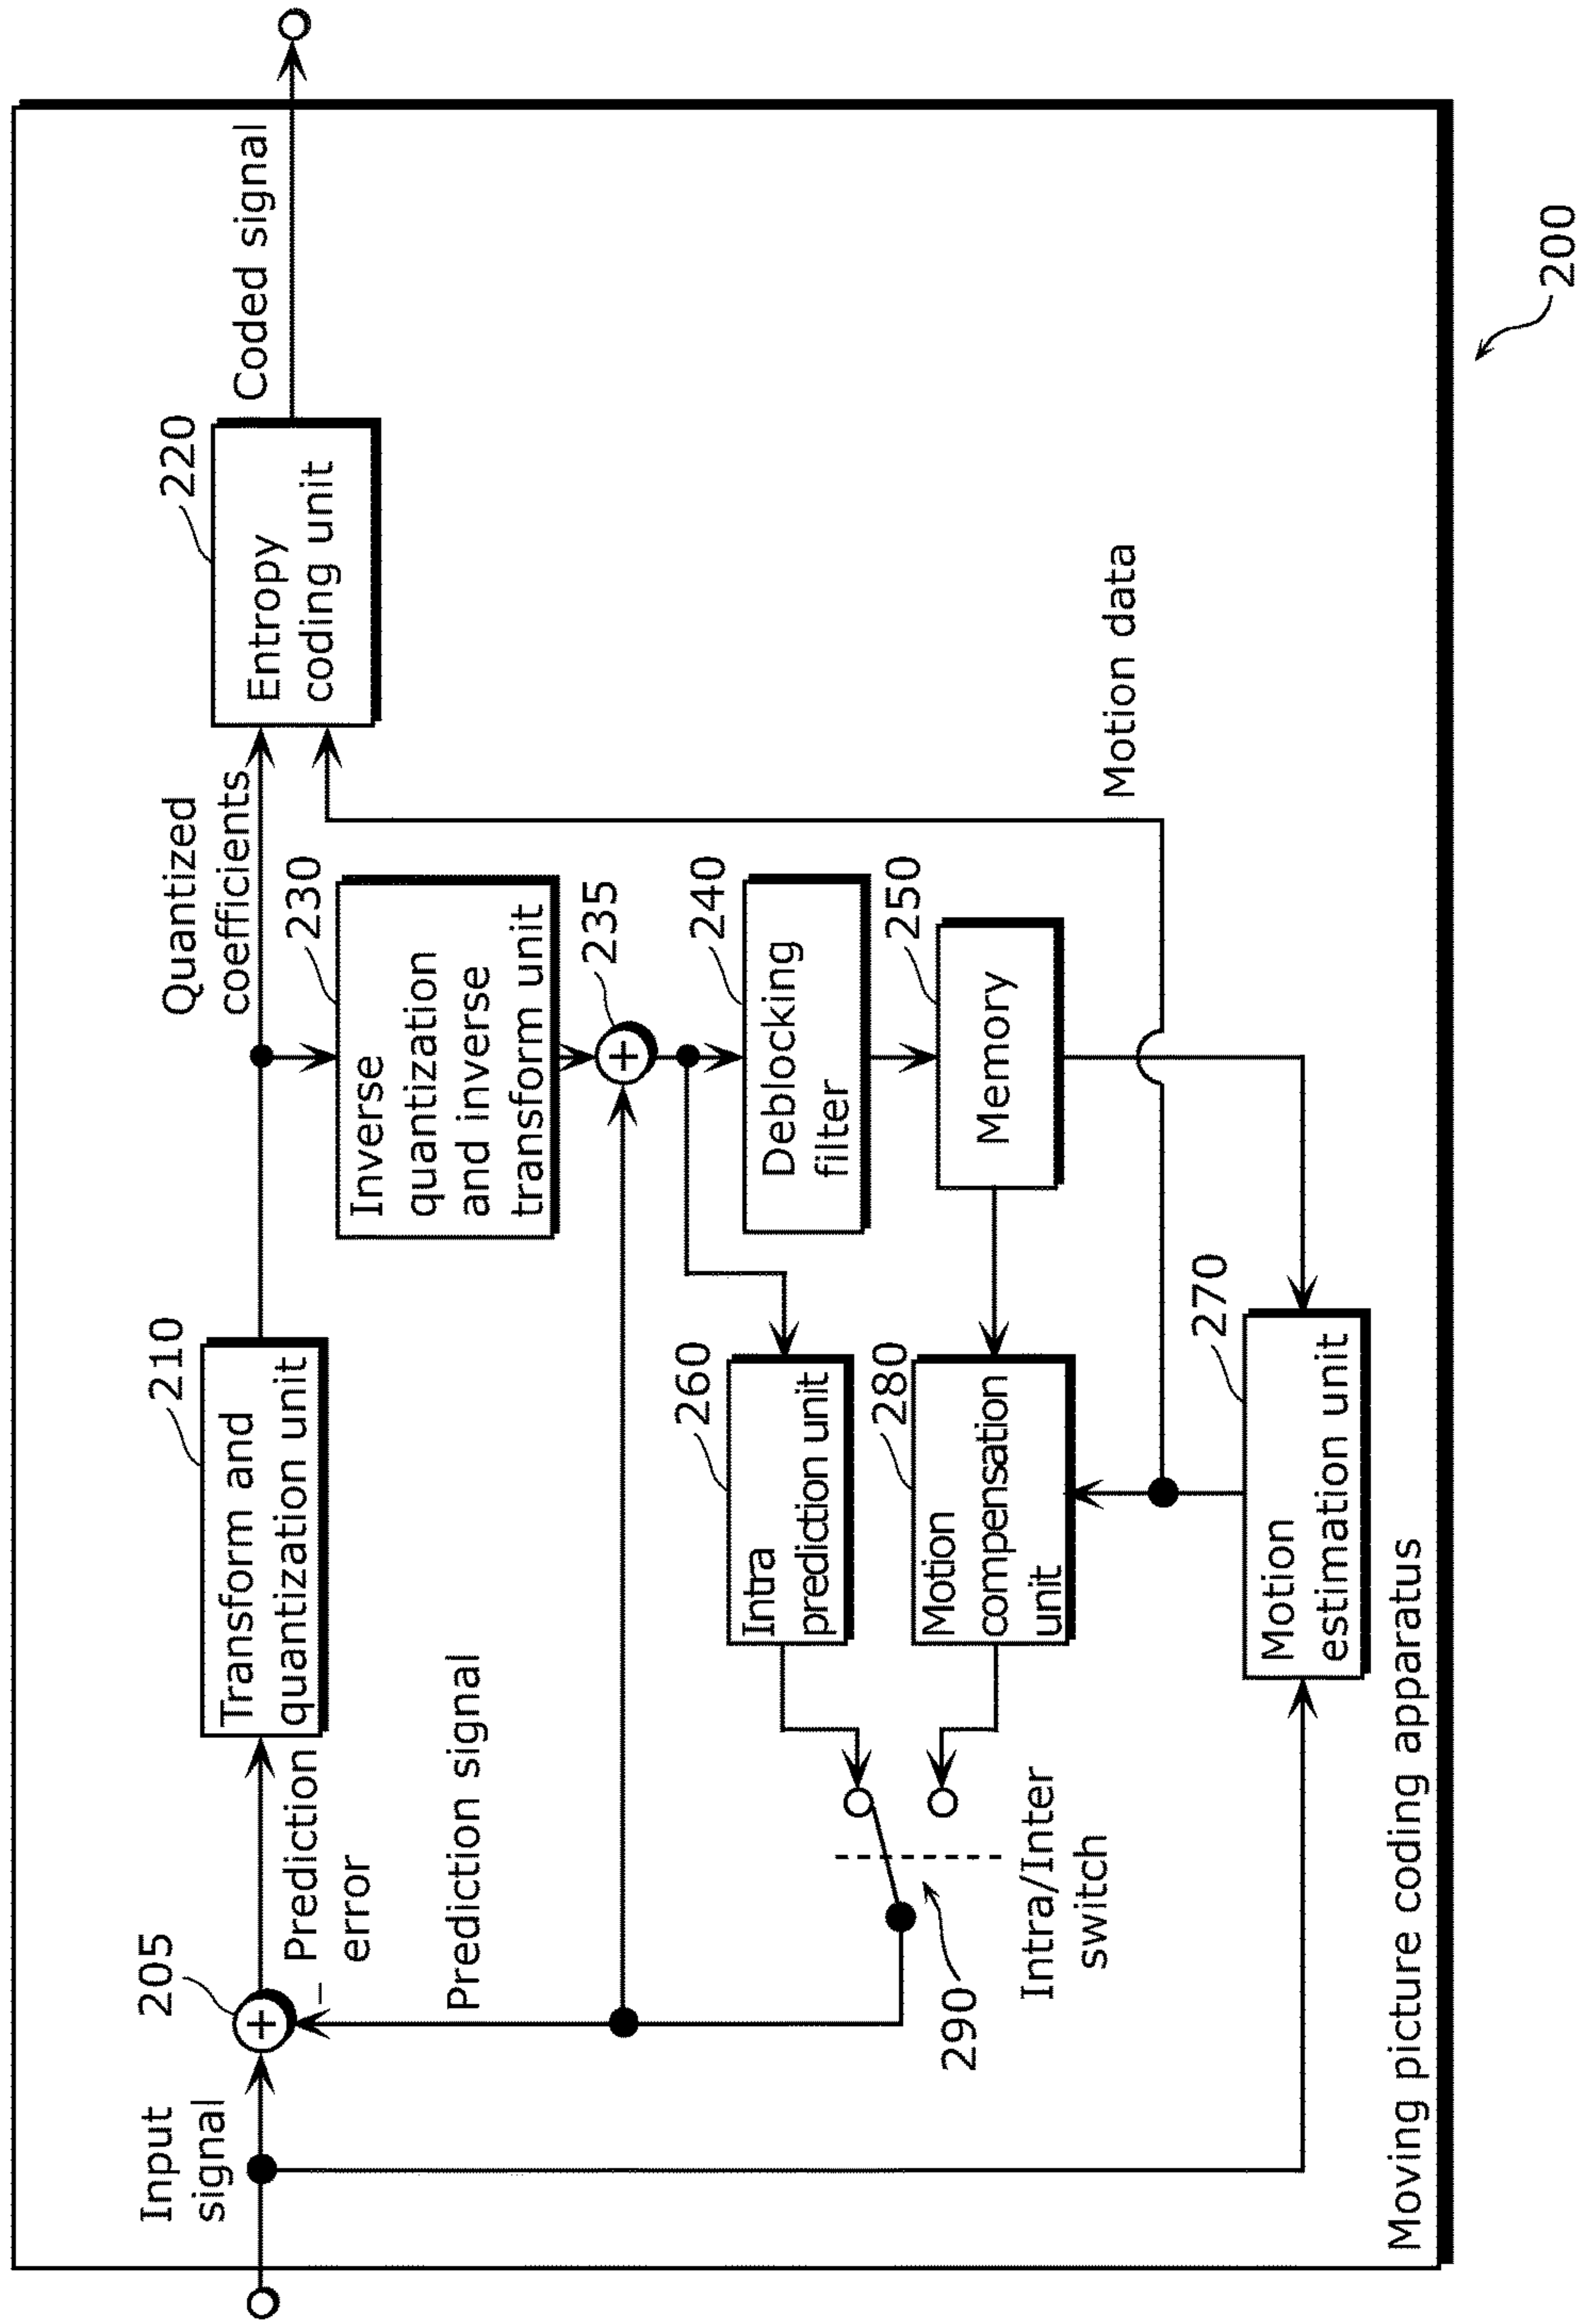 Input
signal
205
Prediction
error
−
210
Transform and
quantization unit
Quantized
coefficients
220
Entropy
coding unit
Coded signal
230
Inverse
quantization
and inverse
transform unit
235
+
+
Prediction signal
240
Deblocking
filter
250
Memory
260
Intra
prediction unit
280
Motion
compensation
unit
290
Intra/Inter
switch
270
Motion
estimation unit
Motion data
Moving picture coding apparatus
200